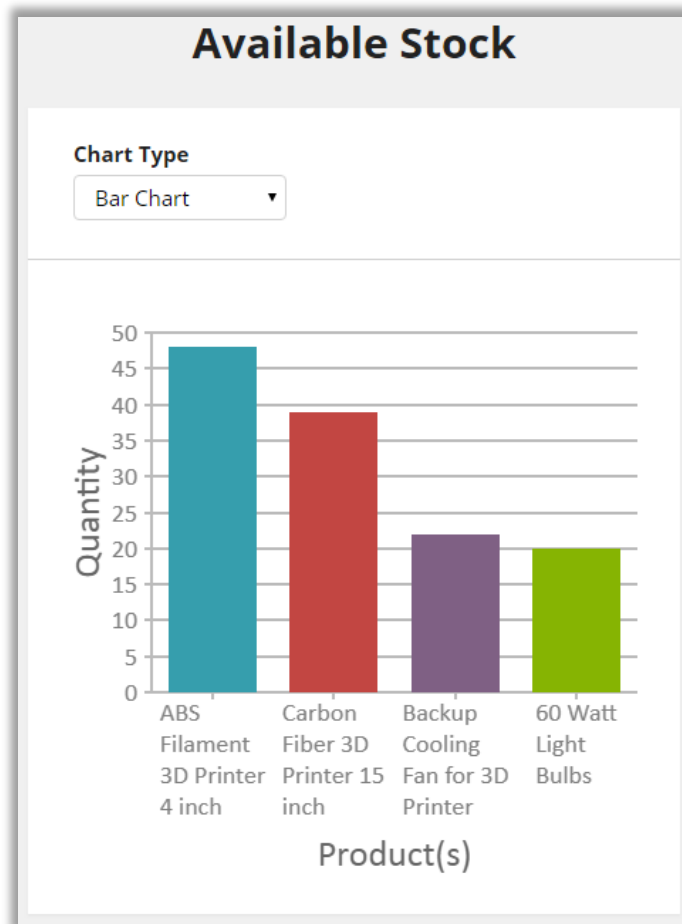 Available Stock
Chart Type
Bar Chart
50
45
40
35
30
25
20
15
10
5
0
Quantity
ABS
Filament
3D Printer
4 inch
Carbon
Fiber 3D
Printer 15
inch
Backup
Cooling
Fan for 3D
Printer
60 Watt
Light
Bulbs
Product(s)